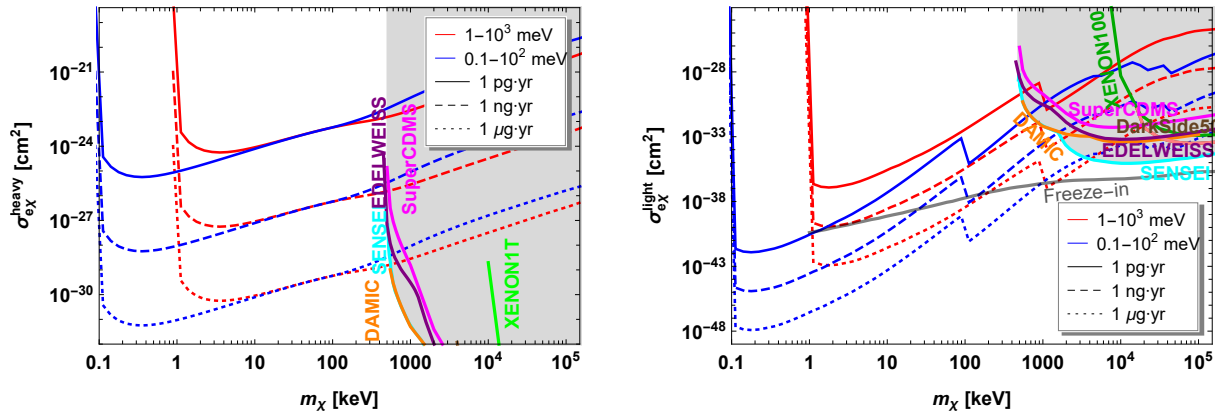 10⁻²¹
10⁻²⁴
10⁻²⁷
10⁻³⁰
σ_eχ^heavy [cm²]
0.1 1 10 100 1000 10⁴ 10⁵
m_χ [keV]
1–10³ meV
0.1–10² meV
1 pg·yr
1 ng·yr
1 μg·yr
EDELWEISS
SuperCDMS
SENSEI
DAMIC
XENON1T
10⁻²⁸
10⁻³³
10⁻³⁸
10⁻⁴³
10⁻⁴⁸
σ_eχ^light [cm²]
0.1 1 10 100 1000 10⁴ 10⁵
m_χ [keV]
XENON100
SuperCDMS
DarkSide5
DAMIC
EDELWEISS
SENSEI
Freeze–in
1–10³ meV
0.1–10² meV
1 pg·yr
1 ng·yr
1 μg·yr